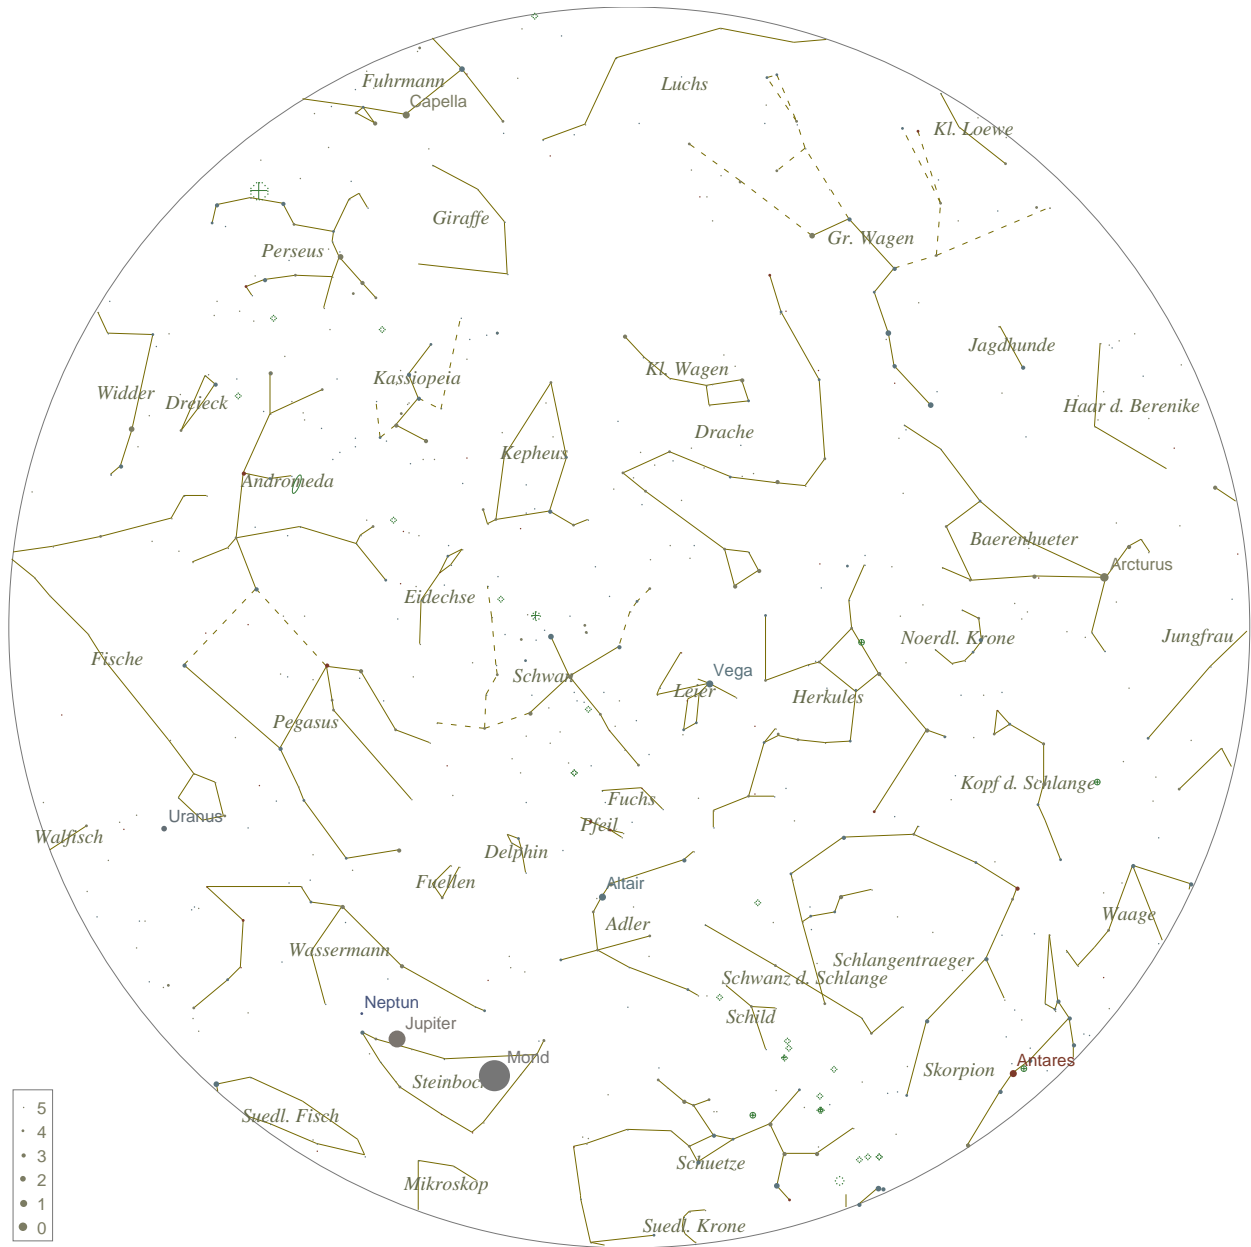 Fuhrmann
Luchs
Capella
Kl. Loewe
Giraffe
Gr. Wagen
Perseus
Jagdhunde
Kl. Wagen
Kassiopeia
Widder
Dreieck
Haar d. Berenike
Drache
Kepheus
Andromeda
Baerenhueter
Arcturus
Eidechse
Noerdl. Krone
Jungfrau
Fische
Schwan
Vega
Leier
Herkules
Pegasus
Kopf d. Schlange
Fuchs
Uranus
Pfeil
Walfisch
Delphin
Fuellen
Altair
Waage
Adler
Wassermann
Schlangentraeger
Schwanz d. Schlange
Neptun
Schild
Jupiter
Mond
Antares
Skorpion
Steinbock
Suedl. Fisch
Schuetze
Mikroskop
Suedl. Krone
5
4
3
2
1
0